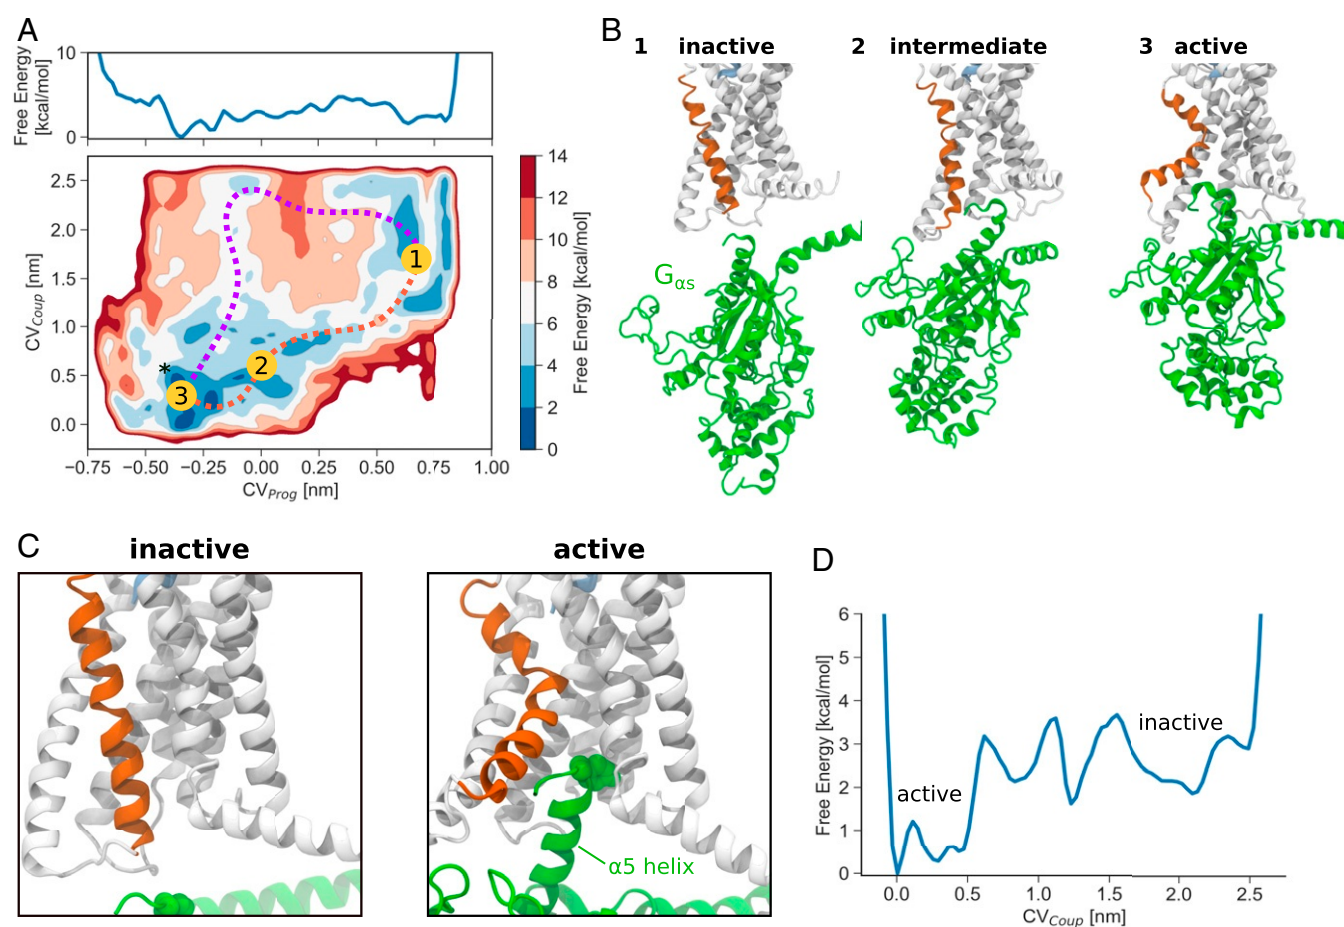 A
Free Energy
[kcal/mol]
10
0
CV_Coup [nm]
2.5
2.0
1.5
1.0
0.5
0.0
1
2
3
*
−0.75 −0.50 −0.25 0.00 0.25 0.50 0.75 1.00
CV_Prog [nm]
14
12
10
8
6
4
2
0
Free Energy [kcal/mol]
B
1 inactive
2 intermediate
3 active
Gαs
C
inactive
active
α5 helix
D
Free Energy [kcal/mol]
6
5
4
3
2
1
0
active
inactive
0.0 0.5 1.0 1.5 2.0 2.5
CV_Coup [nm]